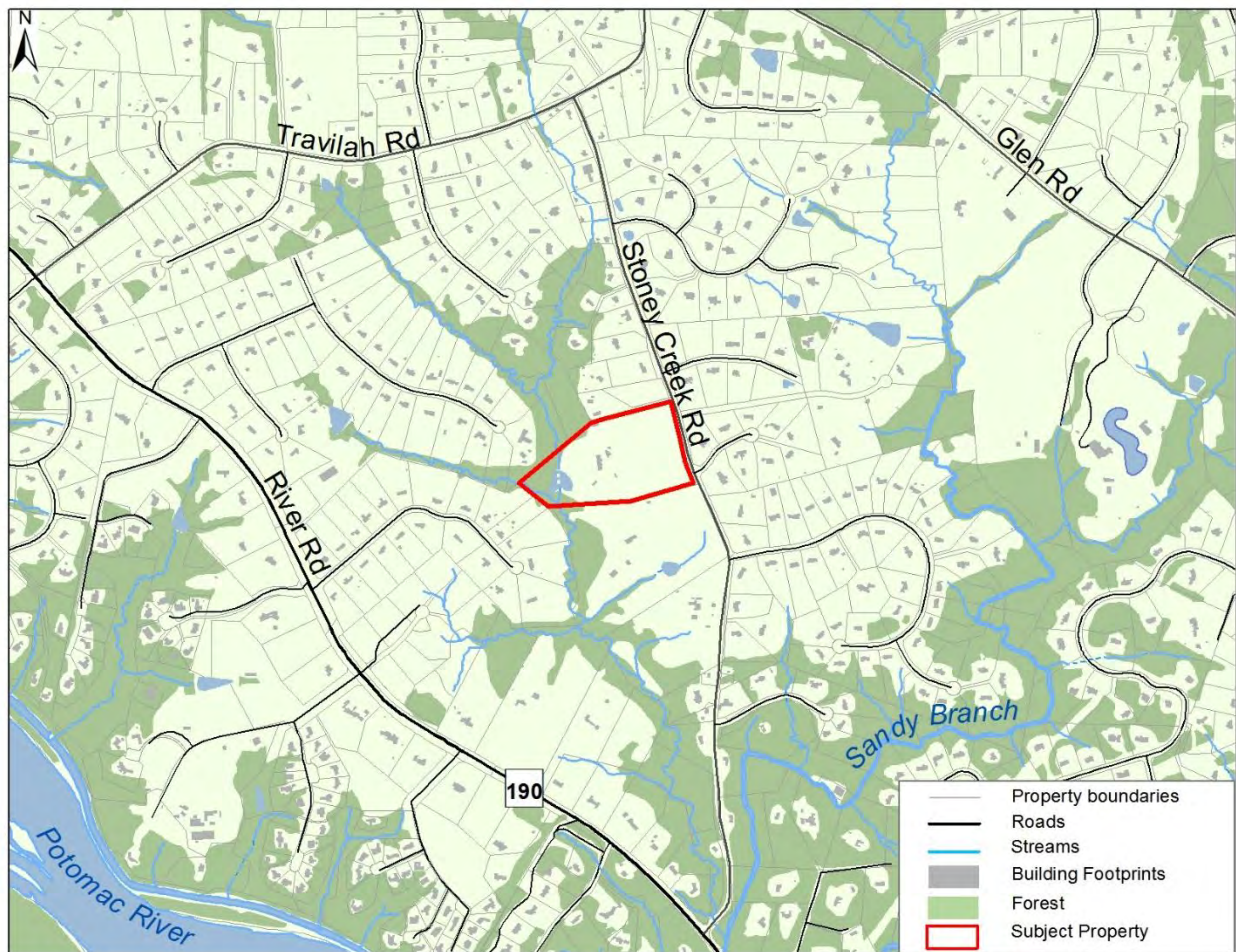 N
Travilah Rd
Glen Rd
Stoney Creek Rd
River Rd
Sandy Branch
190
Potomac River
Property boundaries
Roads
Streams
Building Footprints
Forest
Subject Property